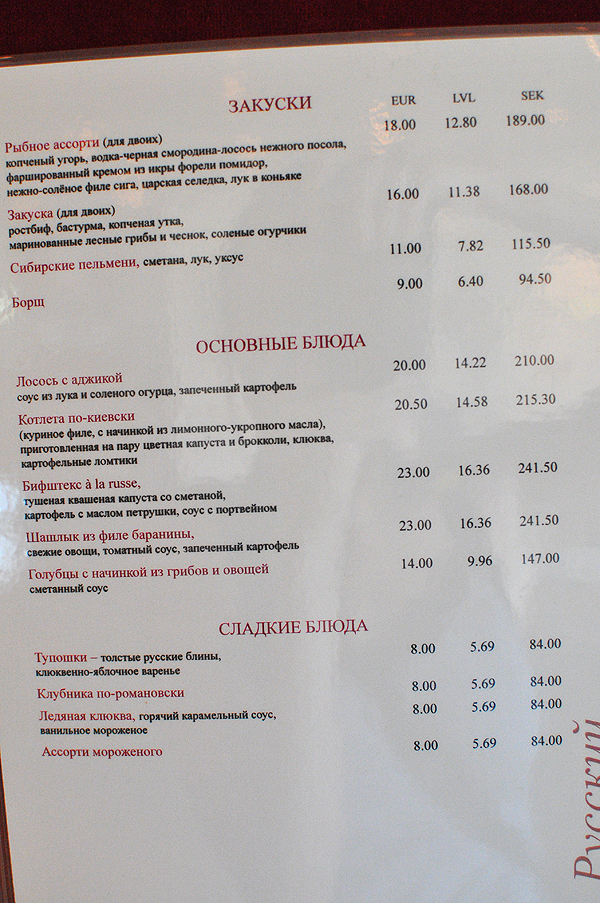 ЗАКУСКИ EUR LVL SEK
Рыбное ассорти (для двоих) 18.00 12.80 189.00
копченый угорь, водка-черная смородина-лосось нежного посола,
фаршированный кремом из икры форели помидор,
нежно-солёное филе сига, царская селедка, лук в коньяке
Закуска (для двоих) 16.00 11.38 168.00
ростбиф, бастурма, копченая утка,
маринованные лесные грибы и чеснок, соленые огурчики
Сибирские пельмени, сметана, лук, уксус 11.00 7.82 115.50
Борщ 9.00 6.40 94.50
ОСНОВНЫЕ БЛЮДА
Лосось с аджикой 20.00 14.22 210.00
соус из лука и соленого огурца, запеченный картофель
Котлета по-киевски 20.50 14.58 215.30
(куриное филе, с начинкой из лимонного-укропного масла),
приготовленная на пару цветная капуста и брокколи, клюква,
картофельные ломтики
Бифштекс à la russe, 23.00 16.36 241.50
тушеная квашеная капуста со сметаной,
картофель с маслом петрушки, соус с портвейном
Шашлык из филе баранины, 23.00 16.36 241.50
свежие овощи, томатный соус, запеченный картофель
Голубцы с начинкой из грибов и овощей 14.00 9.96 147.00
сметанный соус
СЛАДКИЕ БЛЮДА
Тупошки – толстые русские блины, 8.00 5.69 84.00
клюквенно-яблочное варенье
Клубника по-романовски 8.00 5.69 84.00
Ледяная клюква, горячий карамельный соус, 8.00 5.69 84.00
ванильное мороженое
Ассорти мороженого 8.00 5.69 84.00
Русский